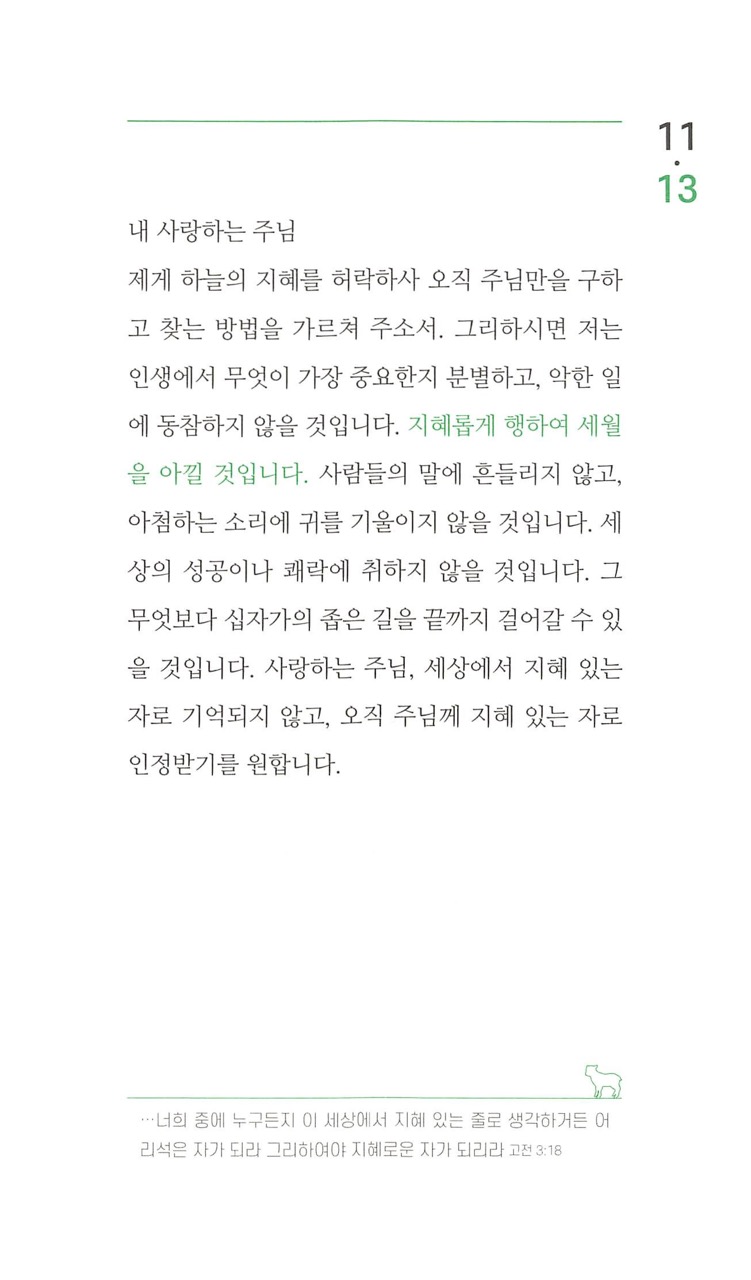 11
·
13
내 사랑하는 주님
제게 하늘의 지혜를 허락하사 오직 주님만을 구하
고 찾는 방법을 가르쳐 주소서. 그리하시면 저는
인생에서 무엇이 가장 중요한지 분별하고, 악한 일
에 동참하지 않을 것입니다. 지혜롭게 행하여 세월
을 아낄 것입니다. 사람들의 말에 흔들리지 않고,
아첨하는 소리에 귀를 기울이지 않을 것입니다. 세
상의 성공이나 쾌락에 취하지 않을 것입니다. 그
무엇보다 십자가의 좁은 길을 끝까지 걸어갈 수 있
을 것입니다. 사랑하는 주님, 세상에서 지혜 있는
자로 기억되지 않고, 오직 주님께 지혜 있는 자로
인정받기를 원합니다.
…너희 중에 누구든지 이 세상에서 지혜 있는 줄로 생각하거든 어
리석은 자가 되라 그리하여야 지혜로운 자가 되리라 고전 3:18